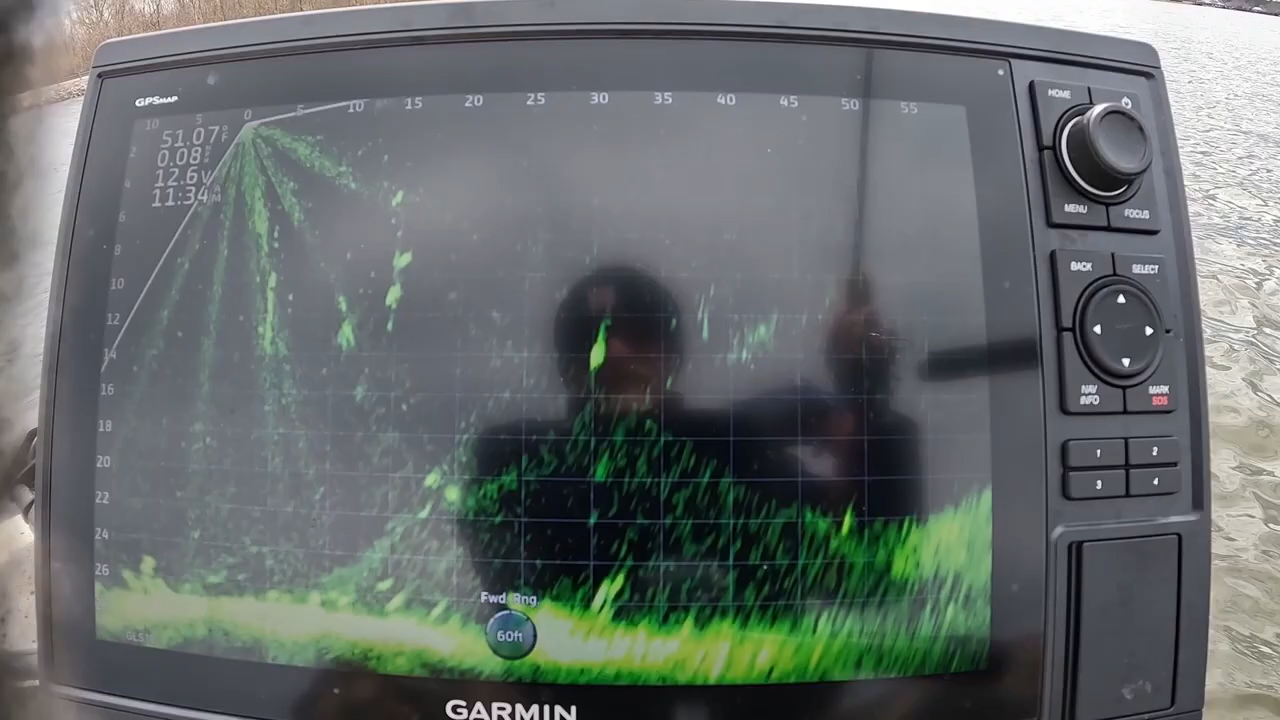 GPSMAP
10 5 0 5 10 15 20 25 30 35 40 45 50 55
51.07°F
0.08
12.6V
11:34
2
4
6
8
10
12
14
16
18
20
22
24
26
Fwd Rng.
60ft
GARMIN
HOME
MENU
FOCUS
BACK
SELECT
NAV INFO
MARK SOS
1
2
3
4